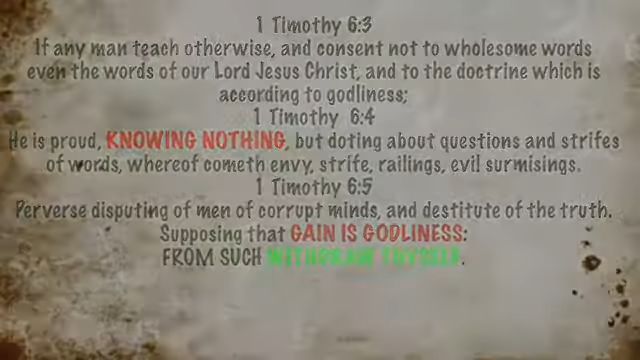 1 Timothy 6:3
If any man teach otherwise, and consent not to wholesome words
even the words of our Lord Jesus Christ, and to the doctrine which is
according to godliness;
1 Timothy 6:4
He is proud, KNOWING NOTHING, but doting about questions and strifes
of words, whereof cometh envy, strife, railings, evil surmisings.
1 Timothy 6:5
Perverse disputing of men of corrupt minds, and destitute of the truth.
Supposing that GAIN IS GODLINESS:
FROM SUCH WITHDRAW THYSELF.